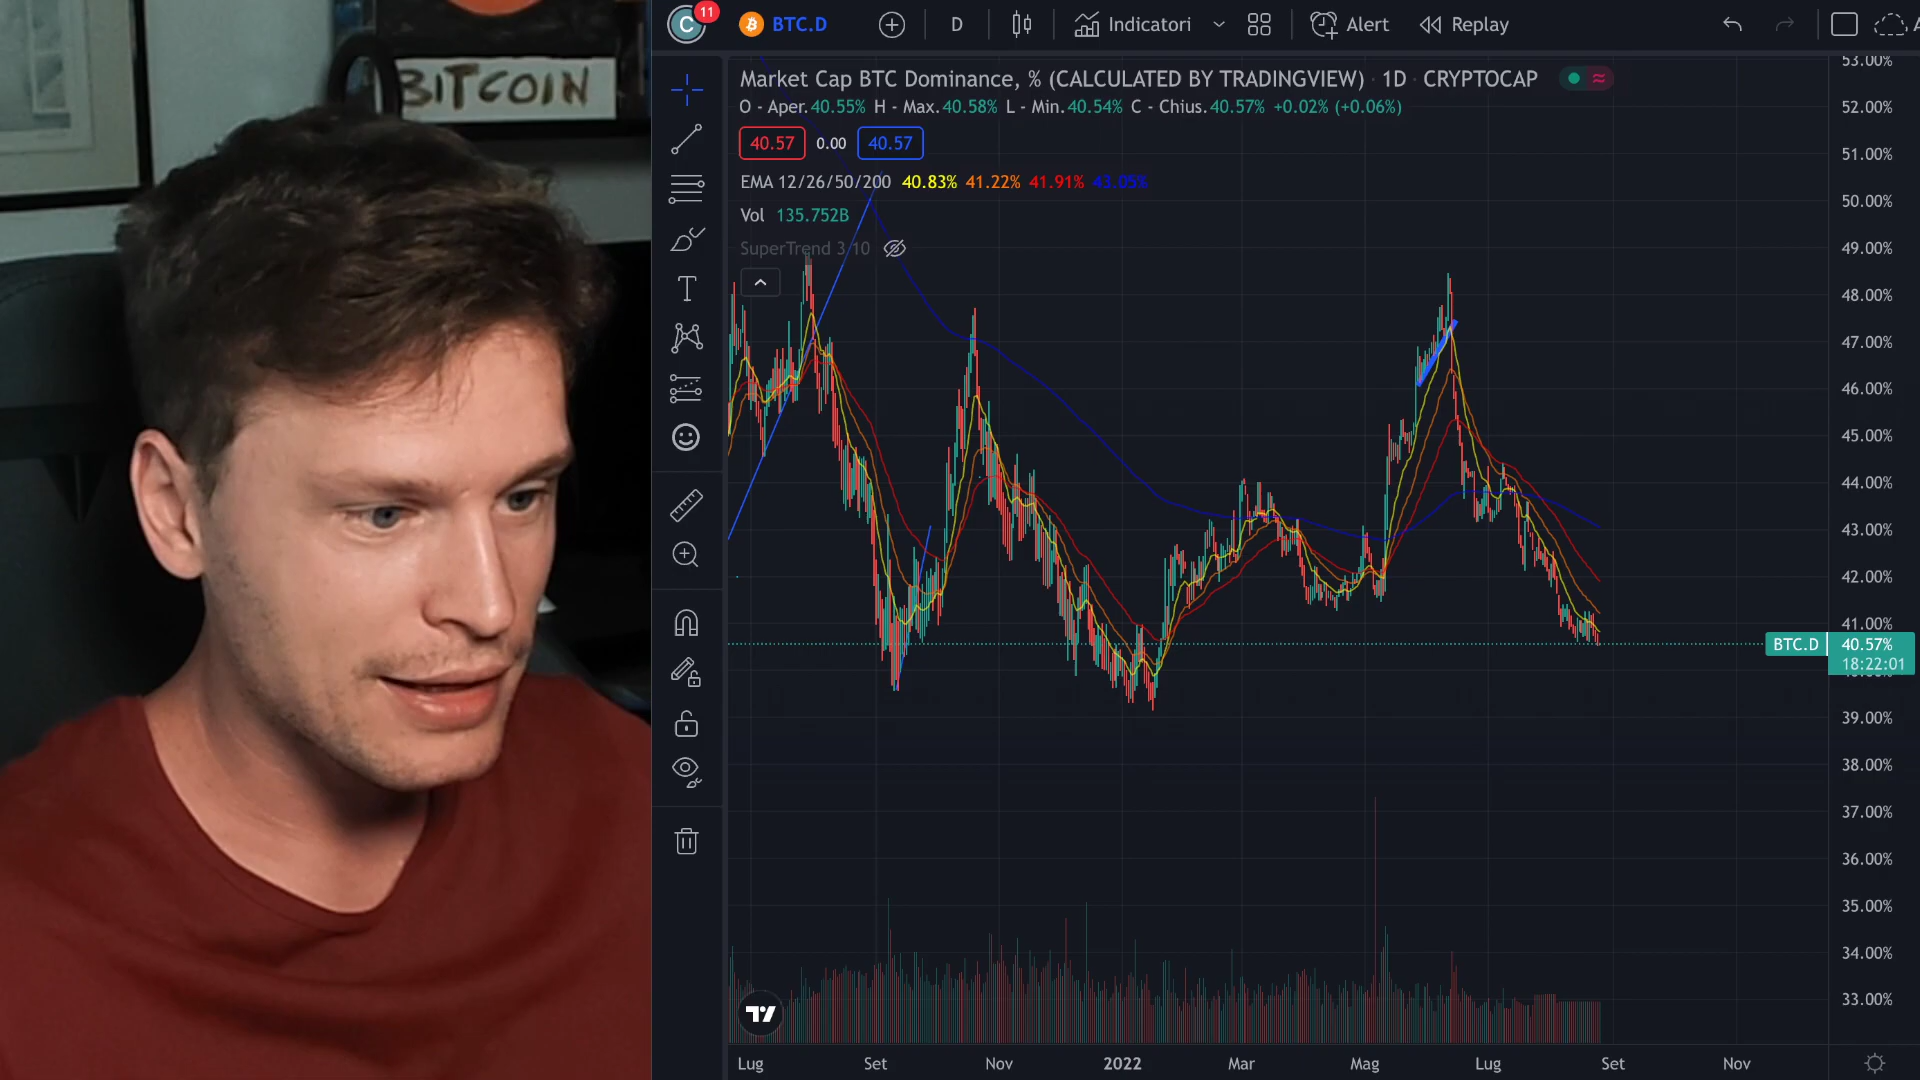 BITCOIN
C
11
BTC.D
D
Indicatori
Alert
Replay
Market Cap BTC Dominance, % (CALCULATED BY TRADINGVIEW) · 1D · CRYPTOCAP
O - Aper.40.55% H - Max.40.58% L - Min.40.54% C - Chius.40.57% +0.02% (+0.06%)
40.57 0.00 40.57
EMA 12/26/50/200 40.83% 41.22% 41.91% 43.05%
Vol 135.752B
SuperTrend 3 10
53.00%
52.00%
51.00%
50.00%
49.00%
48.00%
47.00%
46.00%
45.00%
44.00%
43.00%
42.00%
41.00%
BTC.D 40.57%
18:22:01
39.00%
38.00%
37.00%
36.00%
35.00%
34.00%
33.00%
Lug Set Nov 2022 Mar Mag Lug Set Nov